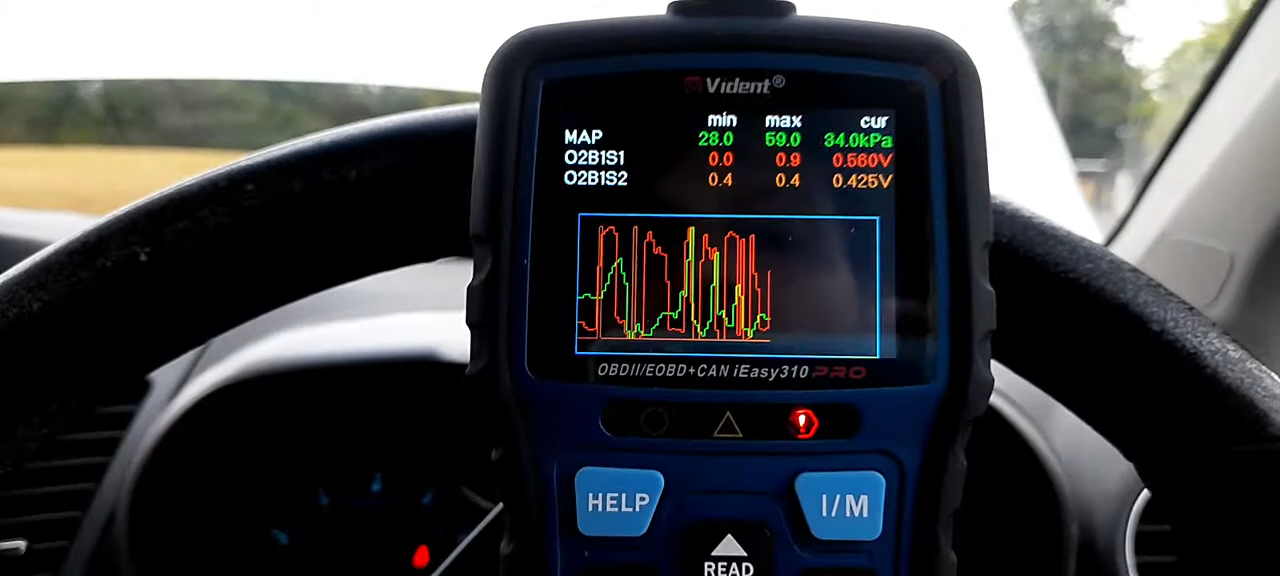 Vident®
min max cur
MAP 28.0 59.0 34.0kPa
O2B1S1 0.0 0.9 0.560V
O2B1S2 0.4 0.4 0.425V
OBDII/EOBD+CAN iEasy310 PRO
!
HELP I/M
READ